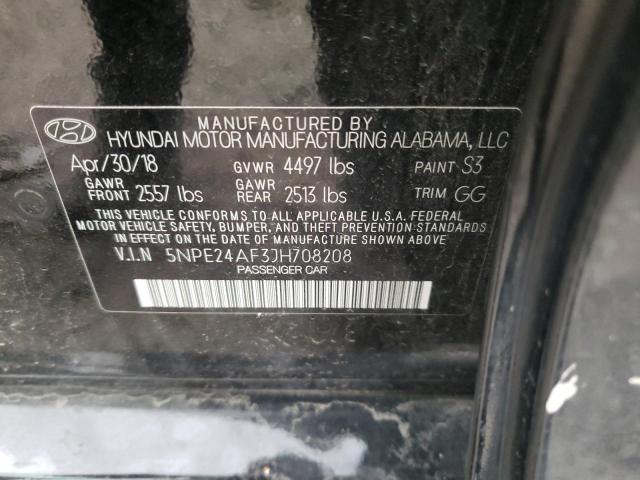 MANUFACTURED BY
HYUNDAI MOTOR MANUFACTURING ALABAMA, LLC
Apr/30/18 GVWR 4497 lbs PAINT S3
GAWR FRONT 2557 lbs GAWR REAR 2513 lbs TRIM GG
THIS VEHICLE CONFORMS TO ALL APPLICABLE U.S.A. FEDERAL
MOTOR VEHICLE SAFETY, BUMPER, AND THEFT PREVENTION STANDARDS
IN EFFECT ON THE DATE OF MANUFACTURE SHOWN ABOVE
V.I.N 5NPE24AF3JH708208
PASSENGER CAR